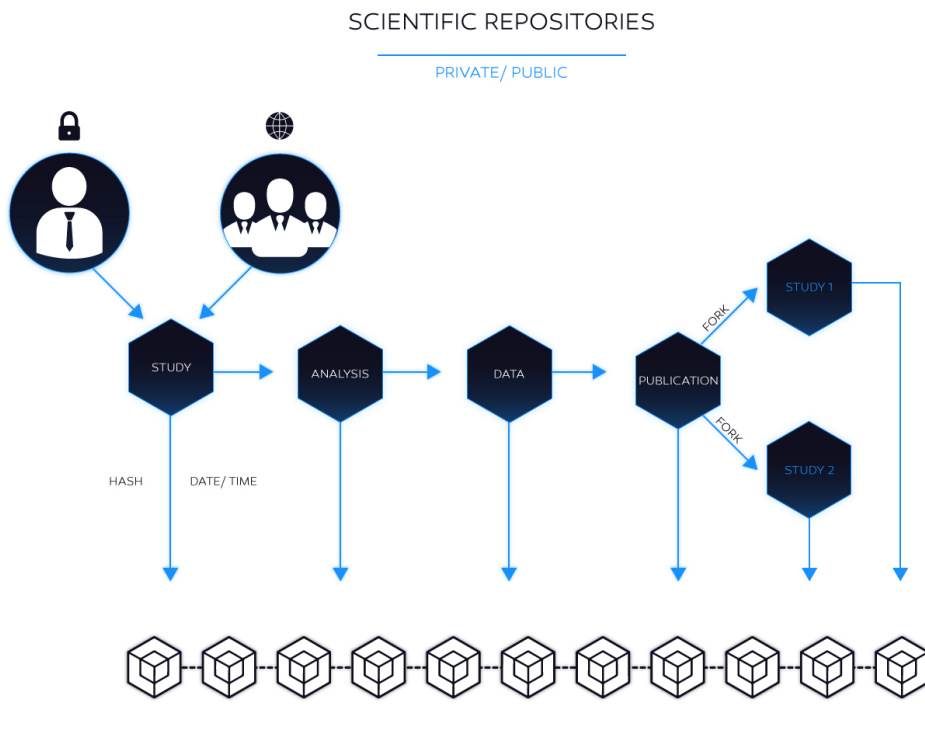 SCIENTIFIC REPOSITORIES
PRIVATE/ PUBLIC
STUDY
ANALYSIS
DATA
PUBLICATION
FORK
STUDY 1
FORK
STUDY 2
HASH
DATE/ TIME